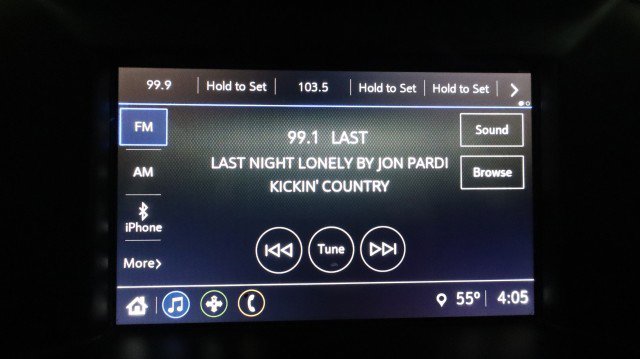 99.9 Hold to Set 103.5 Hold to Set Hold to Set
FM
99.1 LAST
Sound
LAST NIGHT LONELY BY JON PARDI
AM
KICKIN' COUNTRY
Browse
iPhone
Tune
More>
55° 4:05